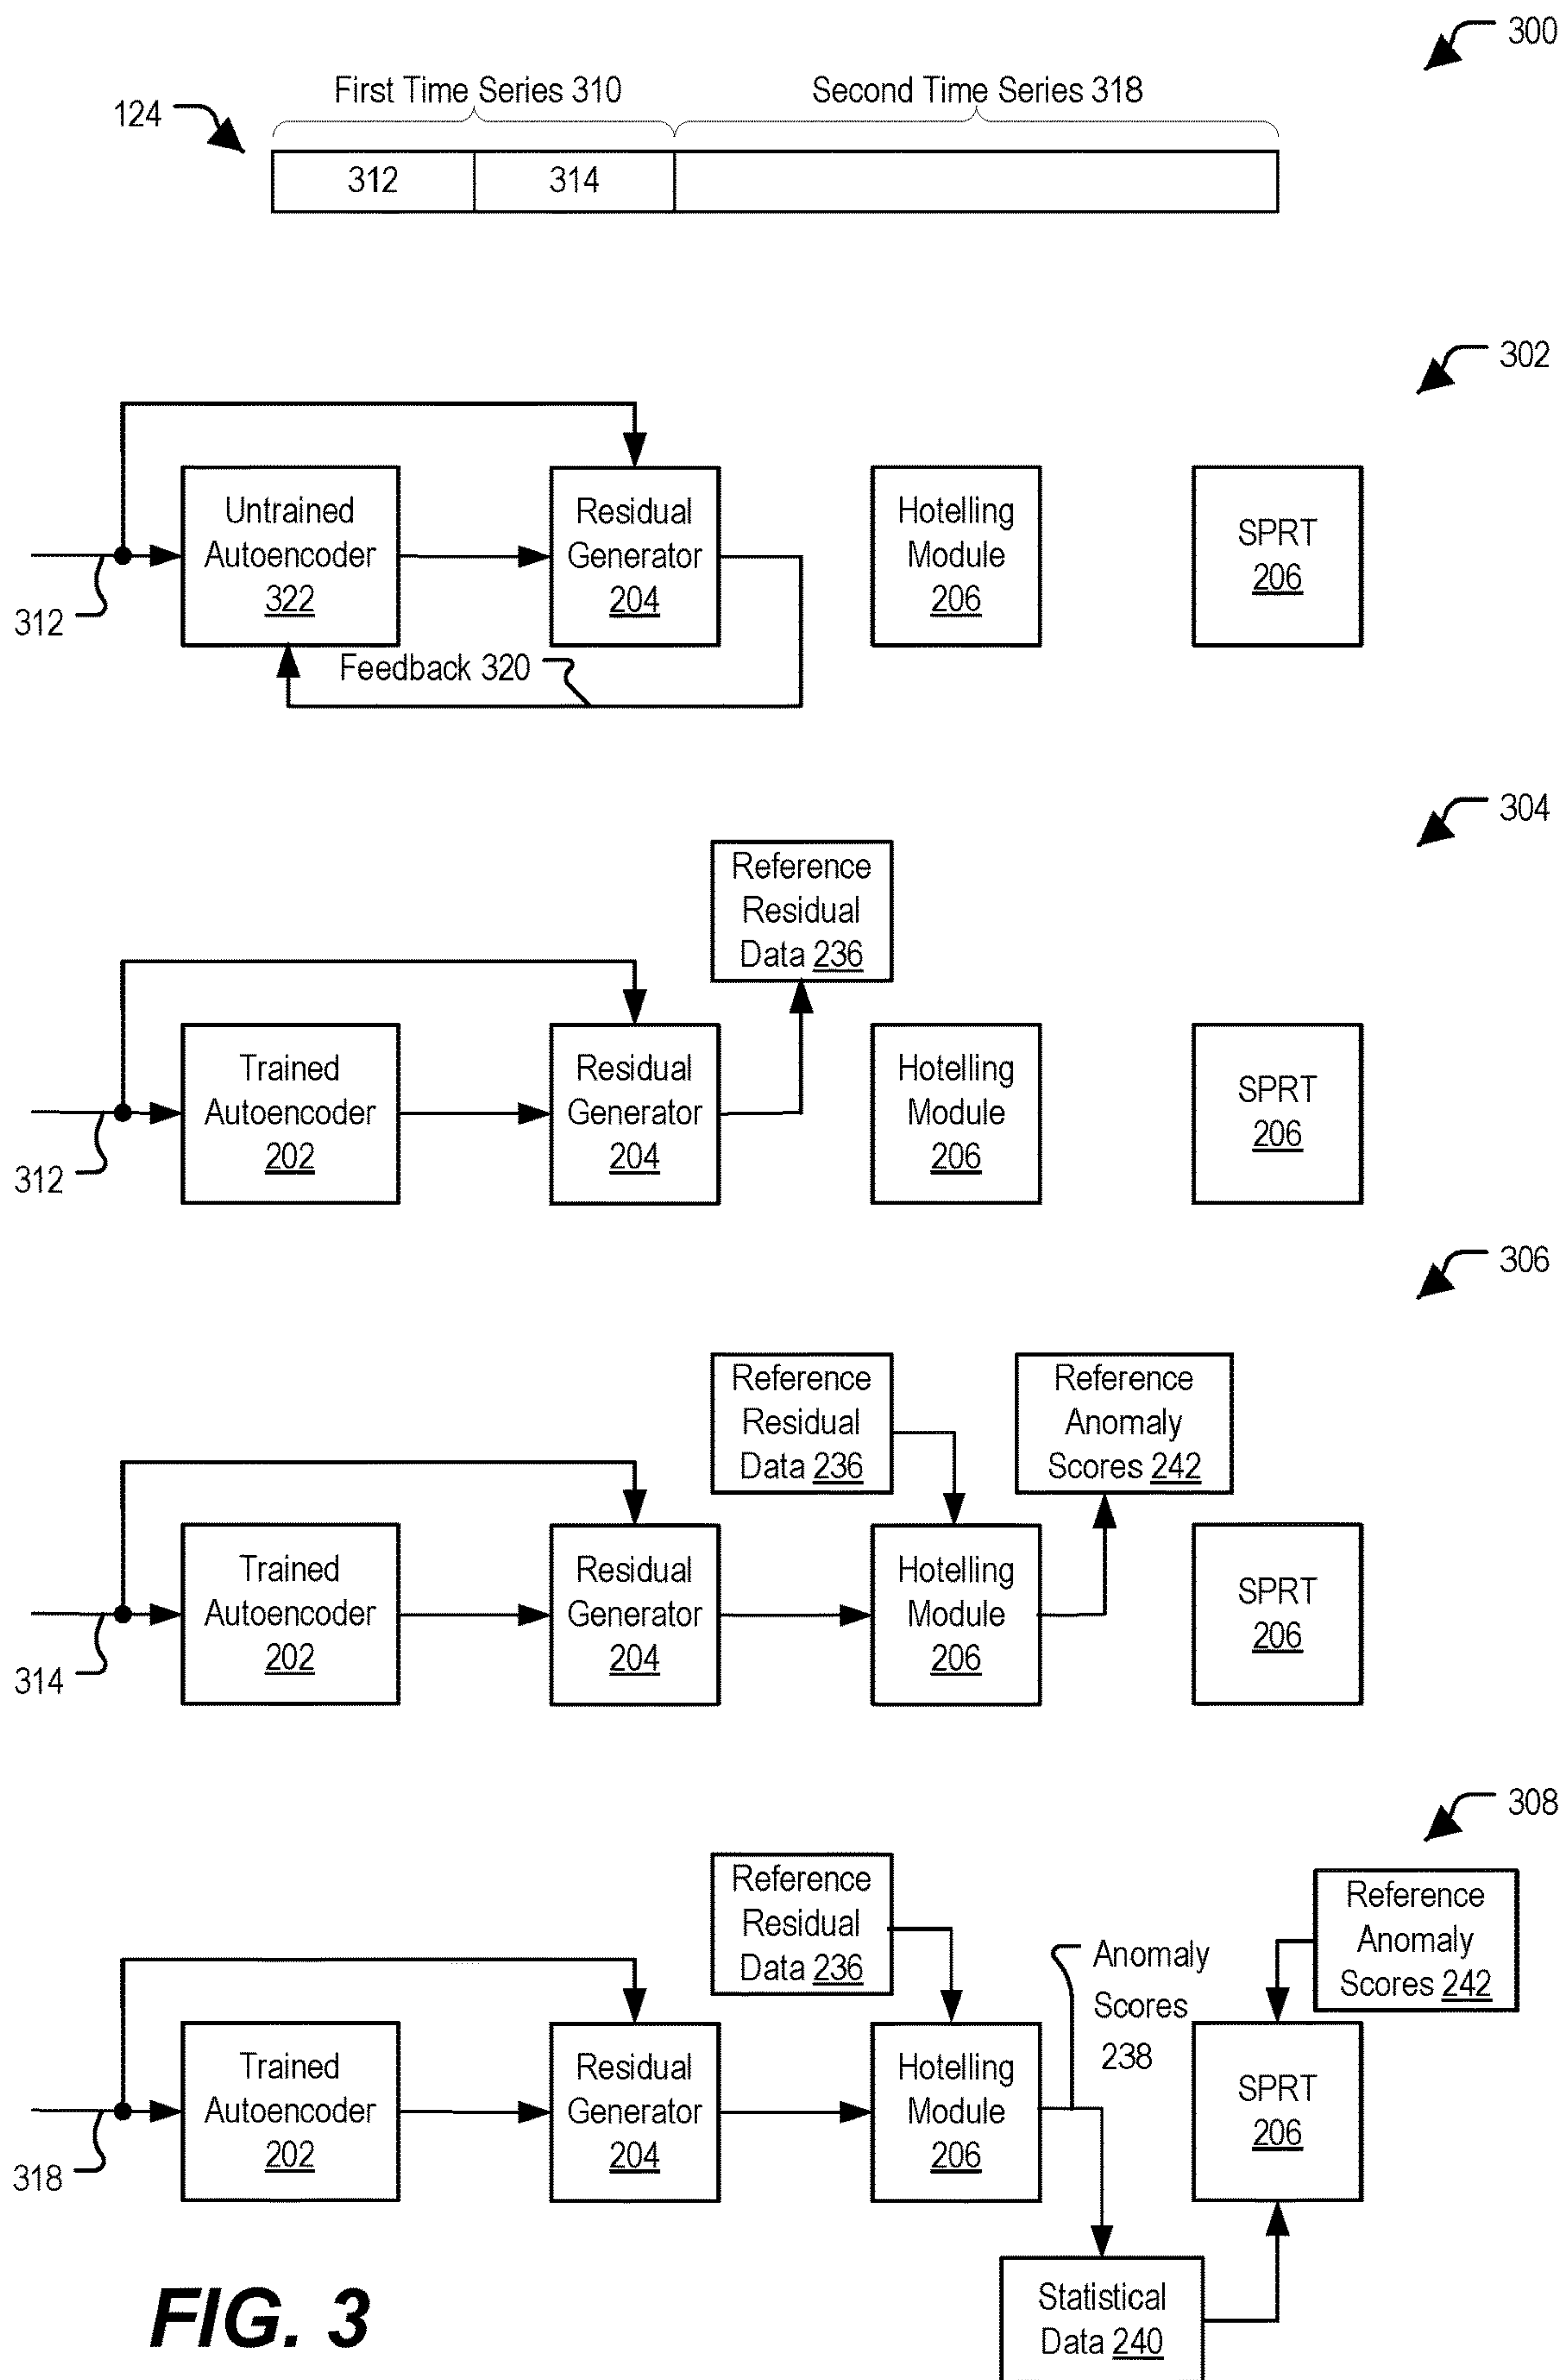 300
First Time Series 310
Second Time Series 318
124
312
314
302
Untrained
Autoencoder
322
Residual
Generator
204
Hotelling
Module
206
SPRT
206
312
Feedback 320
304
Reference
Residual
Data 236
Trained
Autoencoder
202
Residual
Generator
204
Hotelling
Module
206
SPRT
206
312
306
Reference
Residual
Data 236
Reference
Anomaly
Scores 242
Trained
Autoencoder
202
Residual
Generator
204
Hotelling
Module
206
SPRT
206
314
308
Reference
Residual
Data 236
Anomaly
Scores
238
Reference
Anomaly
Scores 242
Trained
Autoencoder
202
Residual
Generator
204
Hotelling
Module
206
SPRT
206
318
Statistical
Data 240
FIG. 3